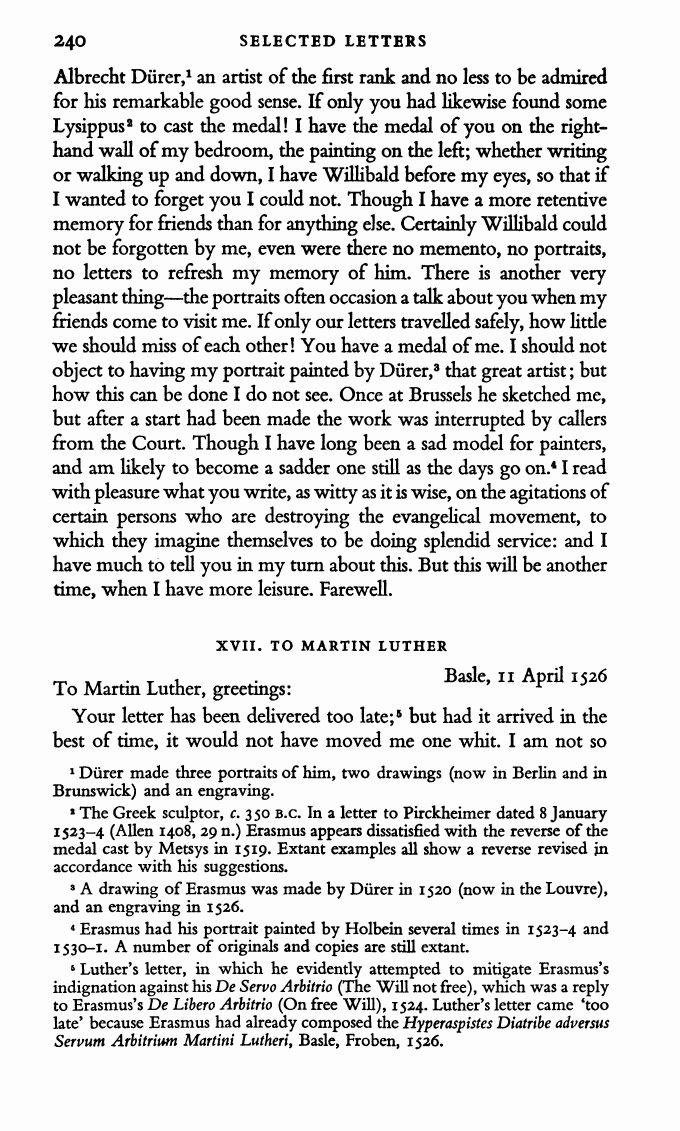 240
SELECTED LETTERS
Albrecht Dürer,¹ an artist of the first rank and no less to be admired
for his remarkable good sense. If only you had likewise found some
Lysippus² to cast the medal! I have the medal of you on the right-
hand wall of my bedroom, the painting on the left; whether writing
or walking up and down, I have Willibald before my eyes, so that if
I wanted to forget you I could not. Though I have a more retentive
memory for friends than for anything else. Certainly Willibald could
not be forgotten by me, even were there no memento, no portraits,
no letters to refresh my memory of him. There is another very
pleasant thing—the portraits often occasion a talk about you when my
friends come to visit me. If only our letters travelled safely, how little
we should miss of each other! You have a medal of me. I should not
object to having my portrait painted by Dürer,³ that great artist; but
how this can be done I do not see. Once at Brussels he sketched me,
but after a start had been made the work was interrupted by callers
from the Court. Though I have long been a sad model for painters,
and am likely to become a sadder one still as the days go on.⁴ I read
with pleasure what you write, as witty as it is wise, on the agitations of
certain persons who are destroying the evangelical movement, to
which they imagine themselves to be doing splendid service: and I
have much to tell you in my turn about this. But this will be another
time, when I have more leisure. Farewell.
XVII. TO MARTIN LUTHER
Basle, 11 April 1526
To Martin Luther, greetings:
Your letter has been delivered too late;⁵ but had it arrived in the
best of time, it would not have moved me one whit. I am not so
¹ Dürer made three portraits of him, two drawings (now in Berlin and in
Brunswick) and an engraving.
² The Greek sculptor, c. 350 B.C. In a letter to Pirckheimer dated 8 January
1523–4 (Allen 1408, 29 n.) Erasmus appears dissatisfied with the reverse of the
medal cast by Metsys in 1519. Extant examples all show a reverse revised in
accordance with his suggestions.
³ A drawing of Erasmus was made by Dürer in 1520 (now in the Louvre),
and an engraving in 1526.
⁴ Erasmus had his portrait painted by Holbein several times in 1523–4 and
1530–1. A number of originals and copies are still extant.
⁵ Luther's letter, in which he evidently attempted to mitigate Erasmus's
indignation against his De Servo Arbitrio (The Will not free), which was a reply
to Erasmus's De Libero Arbitrio (On free Will), 1524. Luther's letter came 'too
late' because Erasmus had already composed the Hyperaspistes Diatribe adversus
Servum Arbitrium Martini Lutheri, Basle, Froben, 1526.